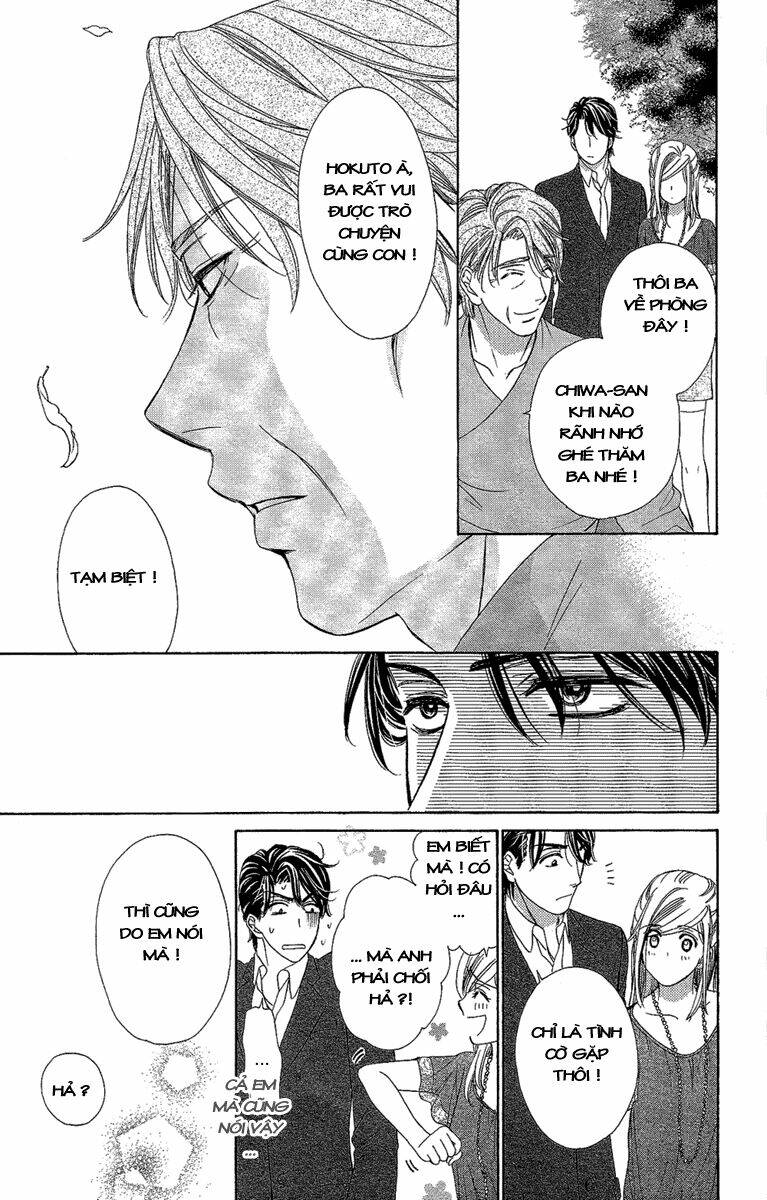 THÔI BA
VỀ PHÒNG
ĐÂY !
CHIWA-SAN
KHI NÀO
RÃNH NHỚ
GHÉ THĂM
BA NHÉ !
HOKUTO À,
BA RẤT VUI
ĐƯỢC TRÒ
CHUYỆN
CÙNG CON !
TẠM BIỆT !
CHỈ LÀ TÌNH
CỜ GẶP
THÔI !
EM BIẾT
MÀ ! CÓ
HỎI ĐÂU
...
... MÀ ANH
PHẢI CHỐI
HẢ ?!
...
CẢ EM
MÀ CŨNG
NÓI VẬY
...
THÌ CŨNG
DO EM NÓI
MÀ !
HẢ ?